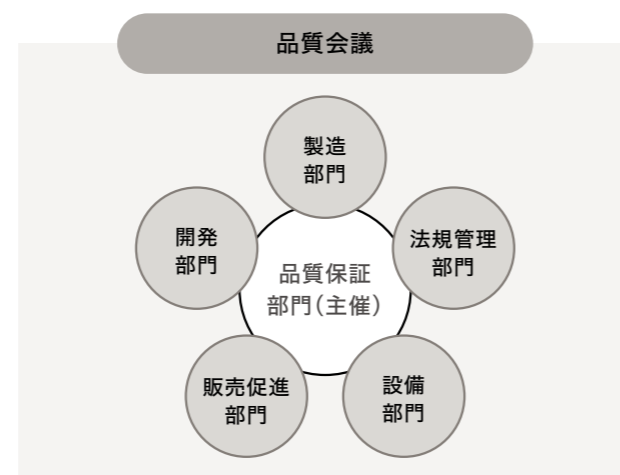 品質会議
製造
部門
開発
部門
法規管理
部門
品質保証
部門(主催)
販売促進
部門
設備
部門